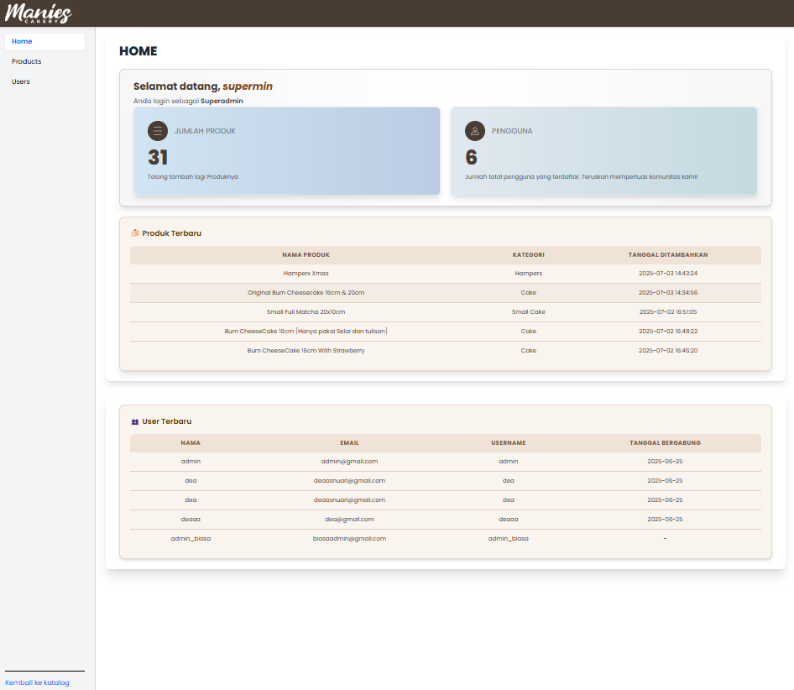 Manies
CAKERY
Home
Products
Users
Kembali ke katalog
HOME
Selamat datang, supermin
Anda login sebagai Superadmin
JUMLAH PRODUK
31
Tolong tambah lagi Produknya
PENGGUNA
6
Jumlah total pengguna yang terdaftar. Teruskan memperluas komunitas kami!
Produk Terbaru
NAMA PRODUK KATEGORI TANGGAL DITAMBAHKAN
Hamperx Xmas Hampers 2025-07-03 14:43:24
Original Burn Cheesecake 16cm & 20cm Cake 2025-07-03 14:34:56
Small Full Matcha 20x10cm Small Cake 2025-07-02 16:51:05
Burn CheeseCake 16cm [Hanya pakai Selai dan tulisan] Cake 2025-07-02 16:48:22
Burn CheeseCake 16cm With Strawberry Cake 2025-07-02 16:46:20
User Terbaru
NAMA EMAIL USERNAME TANGGAL BERGABUNG
admin admin@gmail.com admin 2025-06-25
dea deaasnuan@gmail.com dea 2025-06-25
dea deaasnuan@gmail.com dea 2025-06-25
deaaa dea@gmail.com deaaa 2025-06-25
admin_biasa biasaadmin@gmail.com admin_biasa -